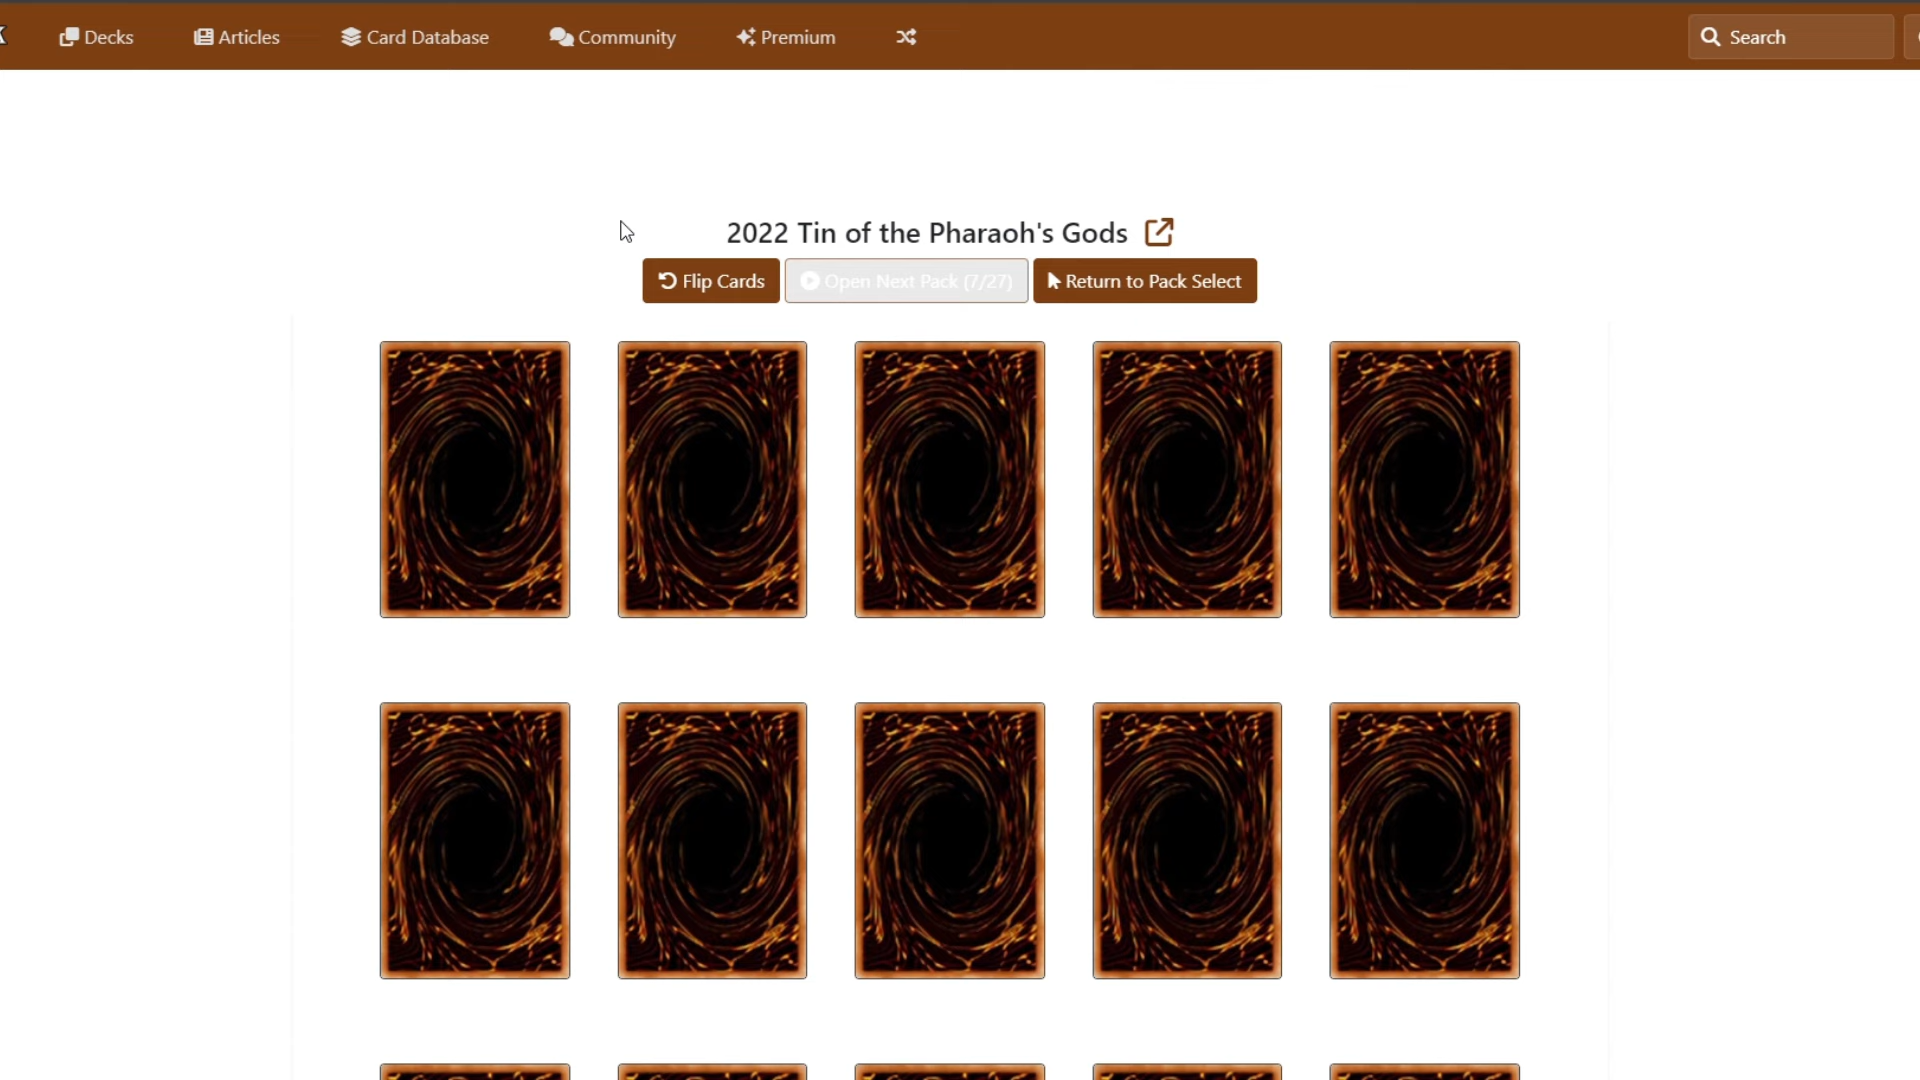 Decks Articles Card Database Community Premium Search
2022 Tin of the Pharaoh's Gods
Flip Cards Open Next Pack (7/27) Return to Pack Select